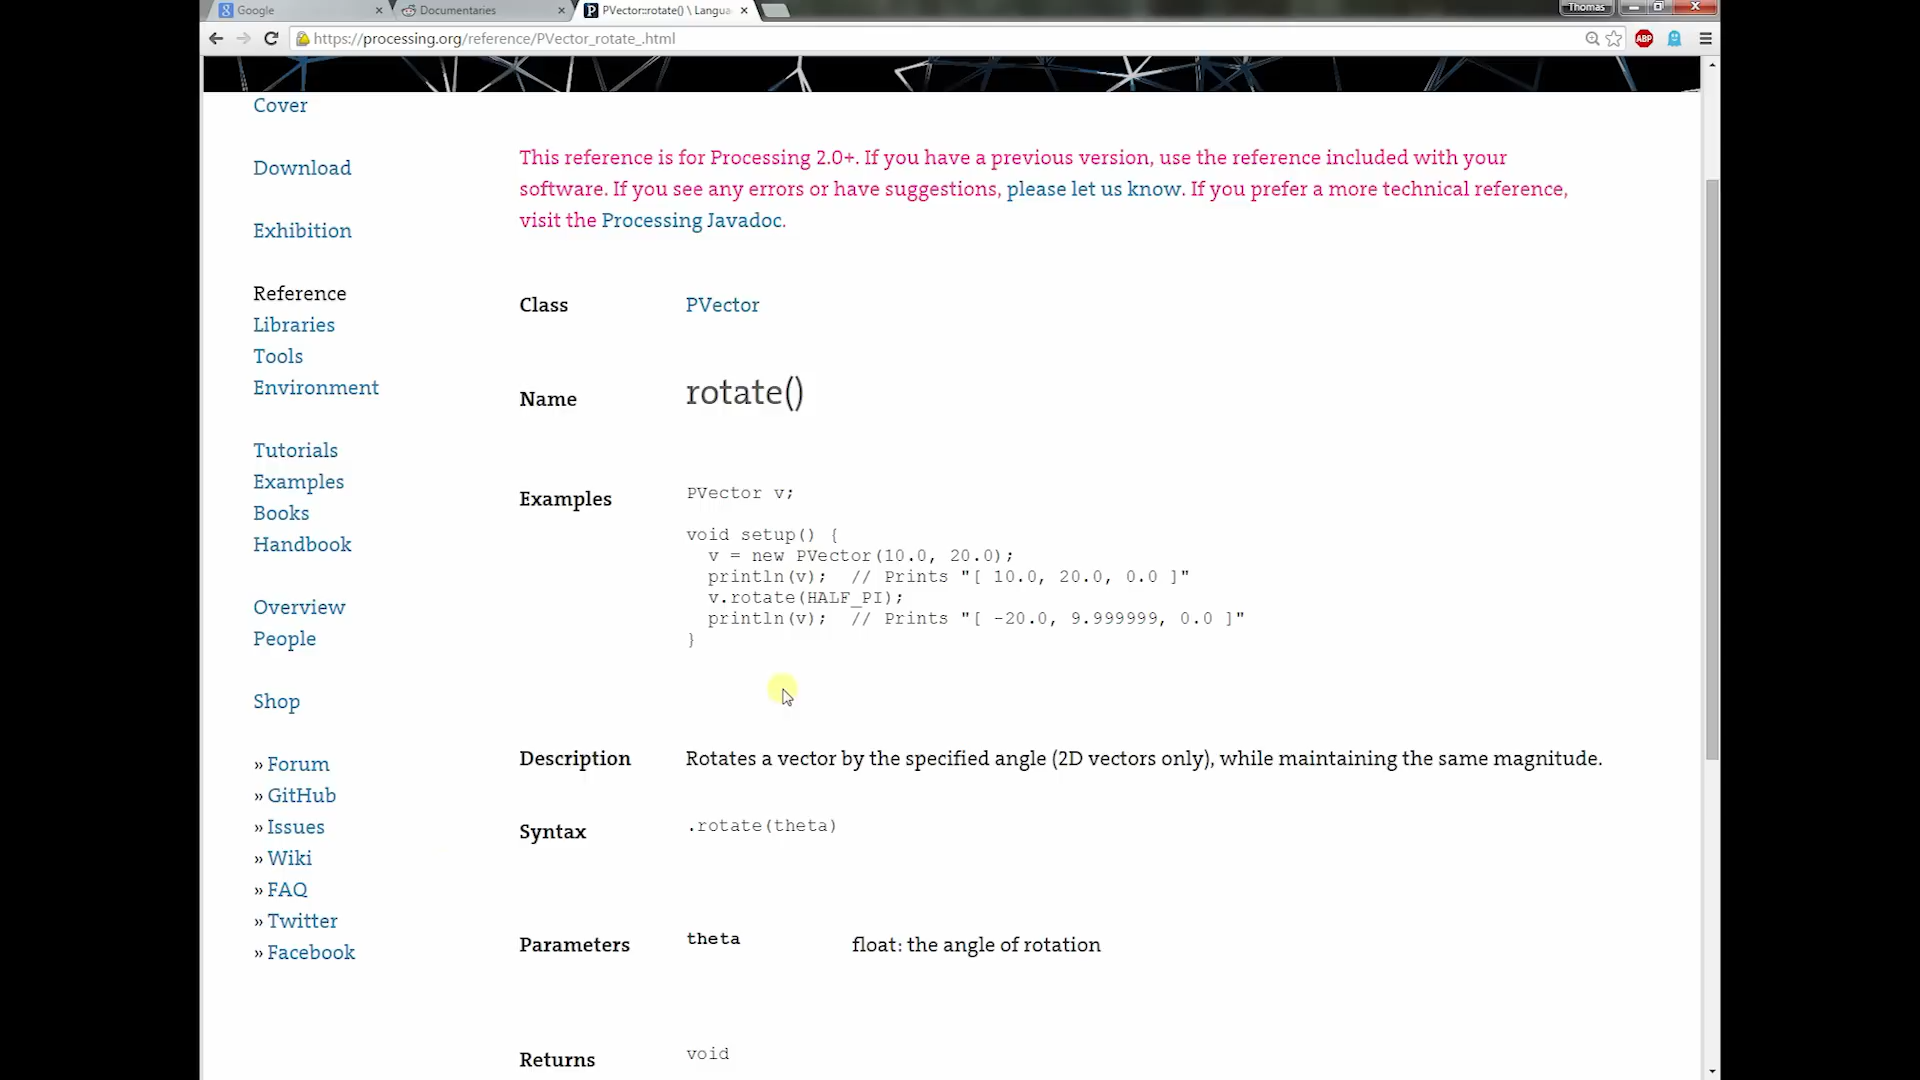 Google
Documentaries
PVector::rotate() \ Langua
Thomas
https://processing.org/reference/PVector_rotate_.html
ABP
Cover
Download
Exhibition
Reference
Libraries
Tools
Environment
Tutorials
Examples
Books
Handbook
Overview
People
Shop
» Forum
» GitHub
» Issues
» Wiki
» FAQ
» Twitter
» Facebook
This reference is for Processing 2.0+. If you have a previous version, use the reference included with your
software. If you see any errors or have suggestions, please let us know. If you prefer a more technical reference,
visit the Processing Javadoc.
Class PVector
Name rotate()
Examples PVector v;
void setup() {
v = new PVector(10.0, 20.0);
println(v); // Prints "[ 10.0, 20.0, 0.0 ]"
v.rotate(HALF_PI);
println(v); // Prints "[ -20.0, 9.999999, 0.0 ]"
}
Description Rotates a vector by the specified angle (2D vectors only), while maintaining the same magnitude.
Syntax .rotate(theta)
Parameters theta float: the angle of rotation
Returns void